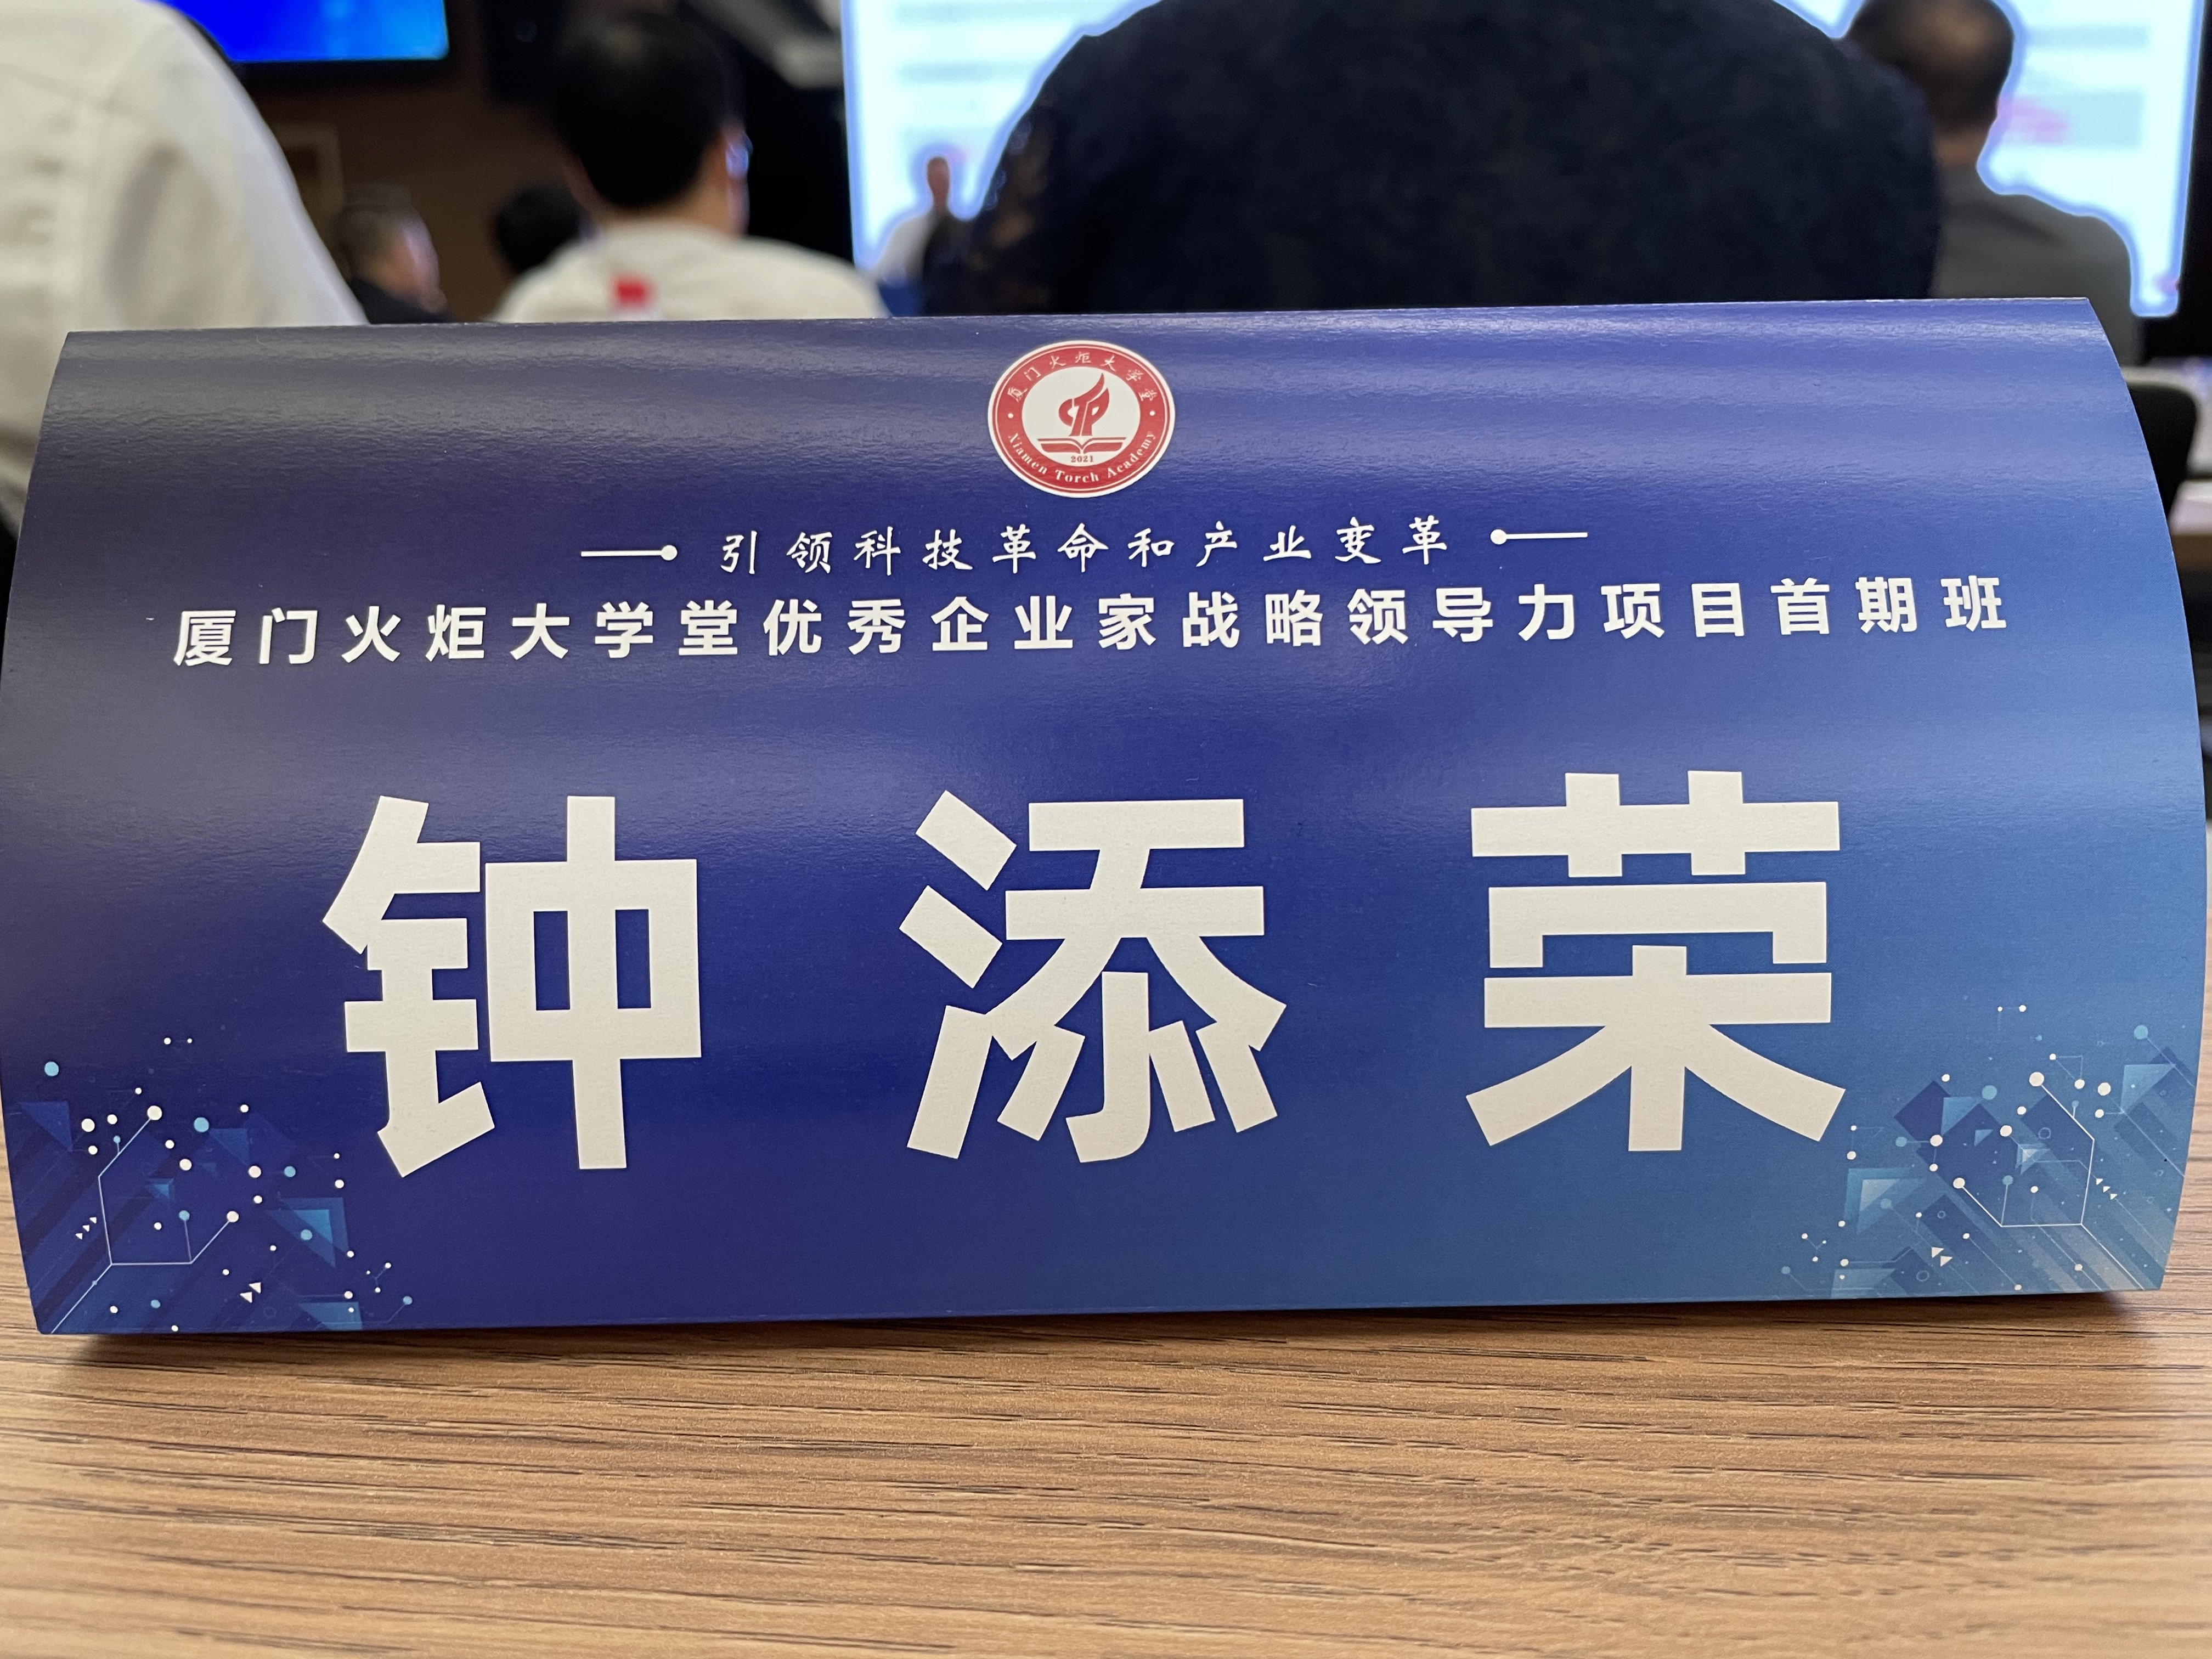 厦门火炬大学堂
2021
Xiamen Torch Academy
引领科技革命和产业变革
厦门火炬大学堂优秀企业家战略领导力项目首期班
钟添荣